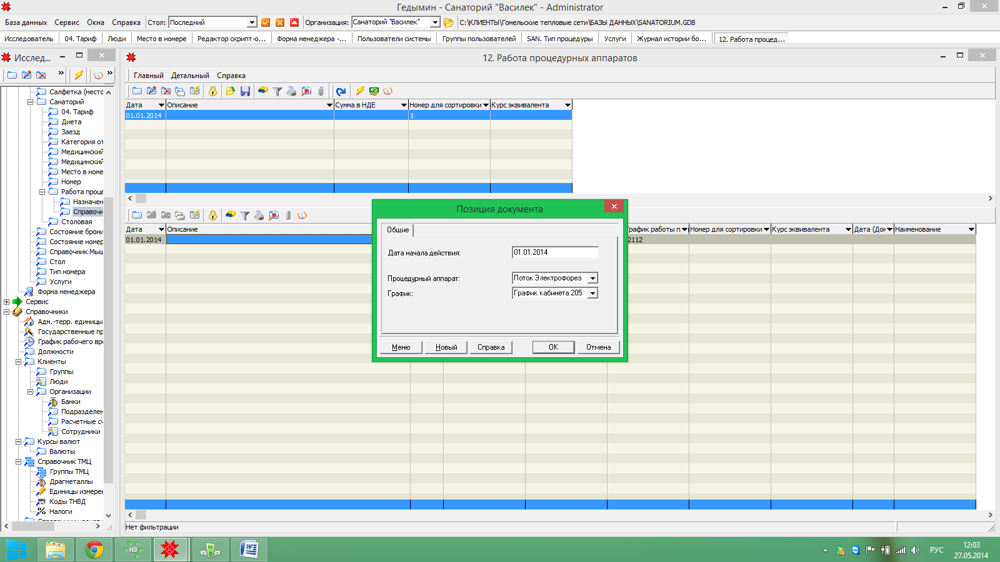 Гедымин - Санаторий "Василек" - Administrator
База данных Сервис Окна Справка Стол: Последний Организация: Санаторий "Василек" C:\КЛИЕНТЫ\Гомельские тепловые сети\БАЗЫ ДАННЫХ\SANATORIUM.GDB
Исследователь 04. Тариф Люди Место в номере Редактор скрипт-о... Форма менеджера -... Пользователи системы Группы пользователей SAN. Тип процедуры Услуги Журнал истории бо... 12. Работа процед...
Исслед...
»
»
Салфетка (место
Санаторий
04. Тариф
Диета
Заезд
Категория от
Медицинский
Медицинский
Место в номе
Номер
Работа проце
Назначен
Справочн
Столовая
Состояние брони
Состояние номер
Справочник Мыш
Стол
Тип номера
Услуги
Форма менеджера
Сервис
Справочники
Адм.-терр. единицы
Государственные пр
График рабочего вре
Должности
Клиенты
Группы
Люди
Организации
Банки
Подразделен
Расчетные сч
Сотрудники
Курсы валют
Валюты
Справочник ТМЦ
Группы ТМЦ
Драгметаллы
Единицы измерен
Коды ТНВД
Налоги
12. Работа процедурных аппаратов
Главный Детальный Справка
Дата Описание Сумма в НДЕ Номер для сортировки Курс эквивалента
01.01.2014 1
Дата Описание График работы п Номер для сортировки Курс эквивалента Дата (Док Наименование
01.01.2014 2112
Позиция документа
Общие
Дата начала действия: 01.01.2014
Процедурный аппарат: Поток Электрофорез
График: График кабинета 205
Меню Новый Справка OK Отмена
Нет фильтрации
IB
РУС
12:03
27.05.2014